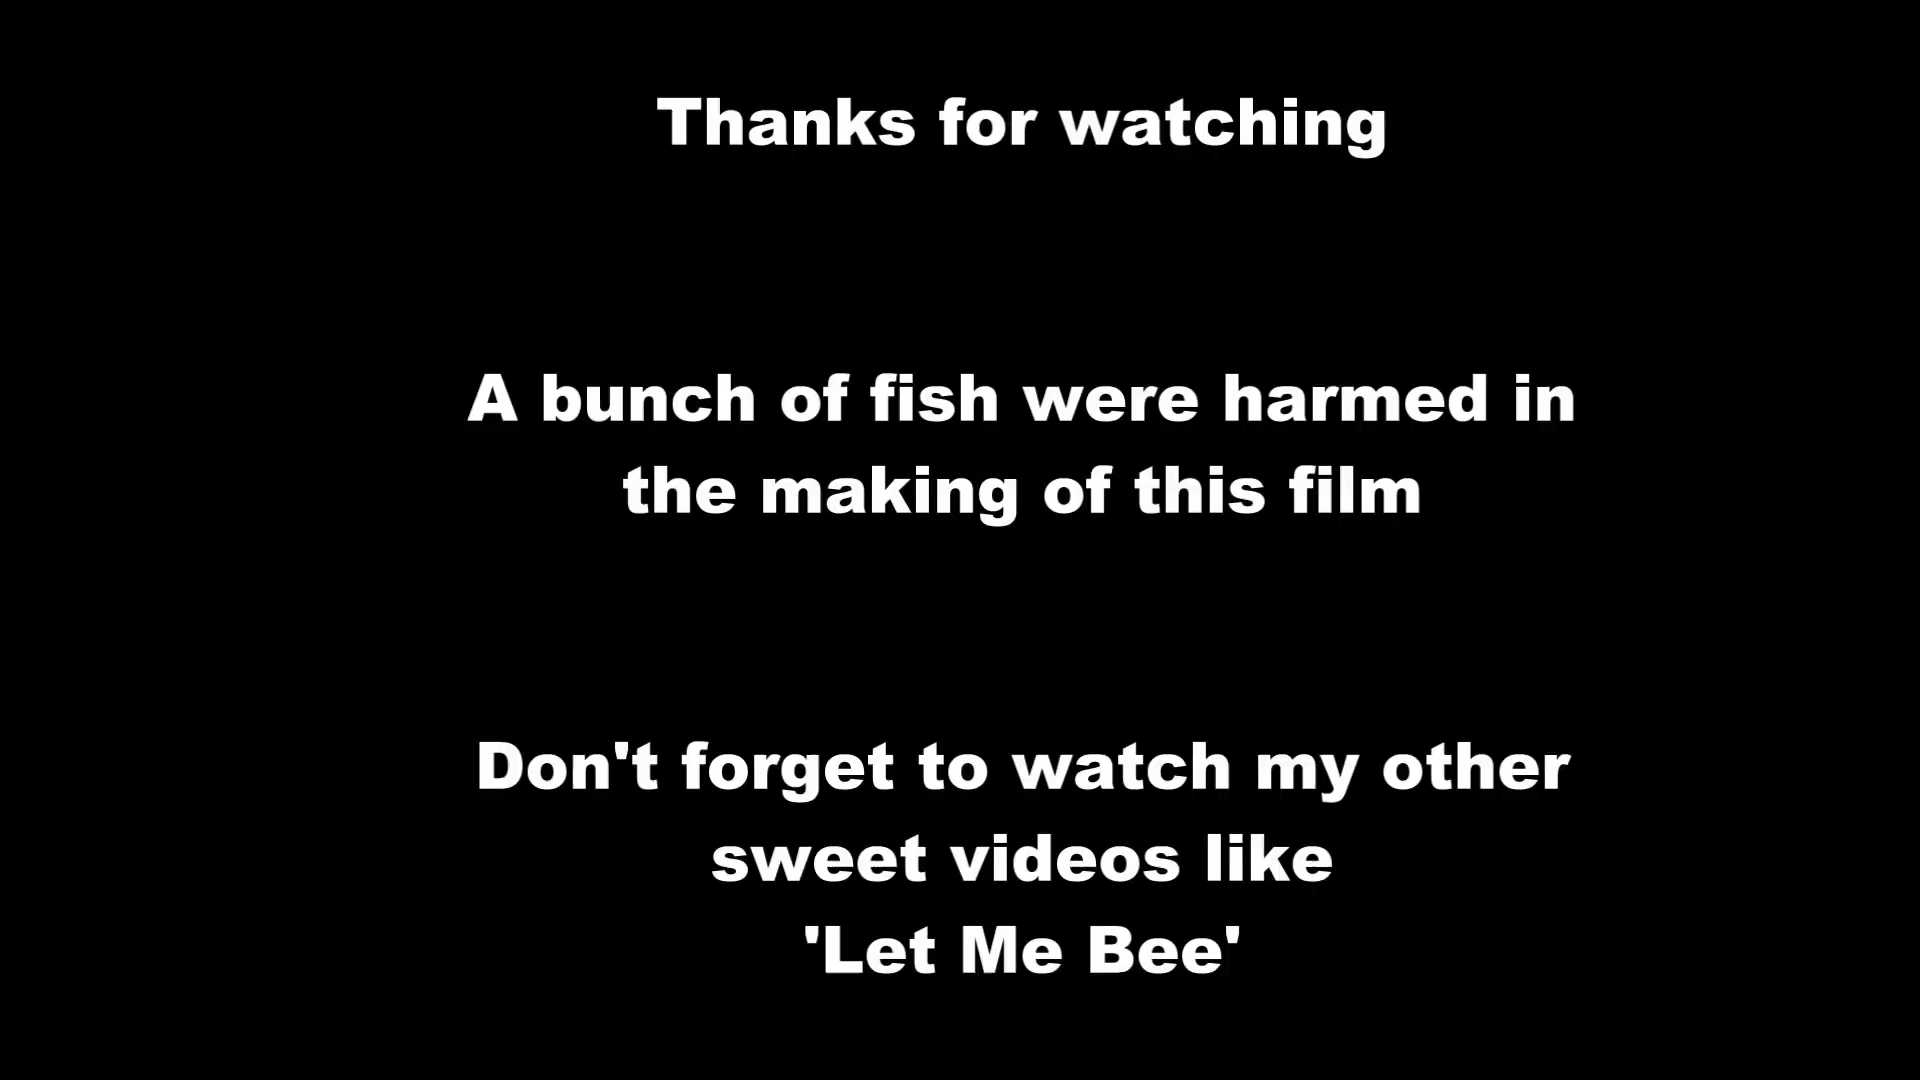 Thanks for watching
A bunch of fish were harmed in
the making of this film
Don't forget to watch my other
sweet videos like
'Let Me Bee'